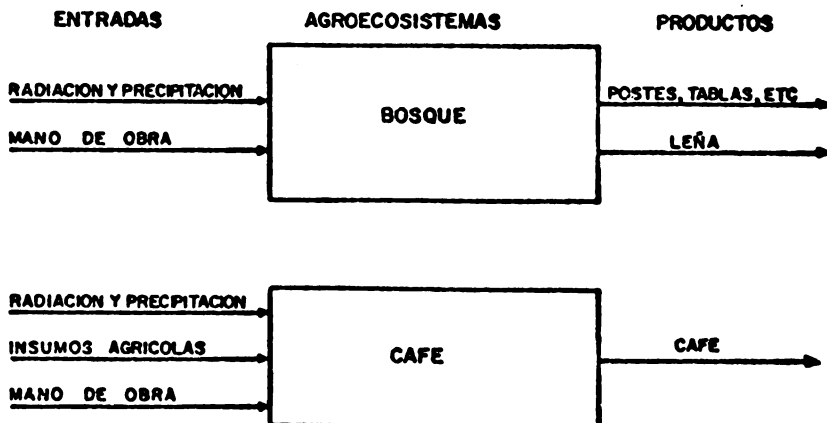 ENTRADAS AGROECOSISTEMAS PRODUCTOS
RADIACION Y PRECIPITACION
MANO DE OBRA
BOSQUE
POSTES, TABLAS, ETC
LEÑA
RADIACION Y PRECIPITACION
INSUMO3 AGRICOLAS
MANO DE OBRA
CAFE
CAFE